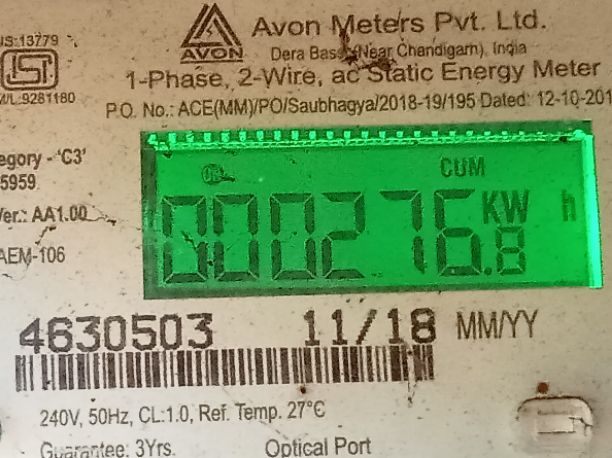 IS:13779
ISI
M/L:9281180
AVON
Avon Meters Pvt. Ltd.
Dera Bassi (Near Chandigarh), India
1-Phase, 2-Wire, ac Static Energy Meter
P.O. No.: ACE(MM)/PO/Saubhagya/2018-19/195 Dated: 12-10-201
egory - 'C3'
5959
Ver.: AA1.00
AEM-106
CUM
000276.8 KW h
4630503 11/18 MM/YY
240V, 50Hz, CL:1.0, Ref. Temp. 27°C
Guarantee: 3Yrs. Optical Port